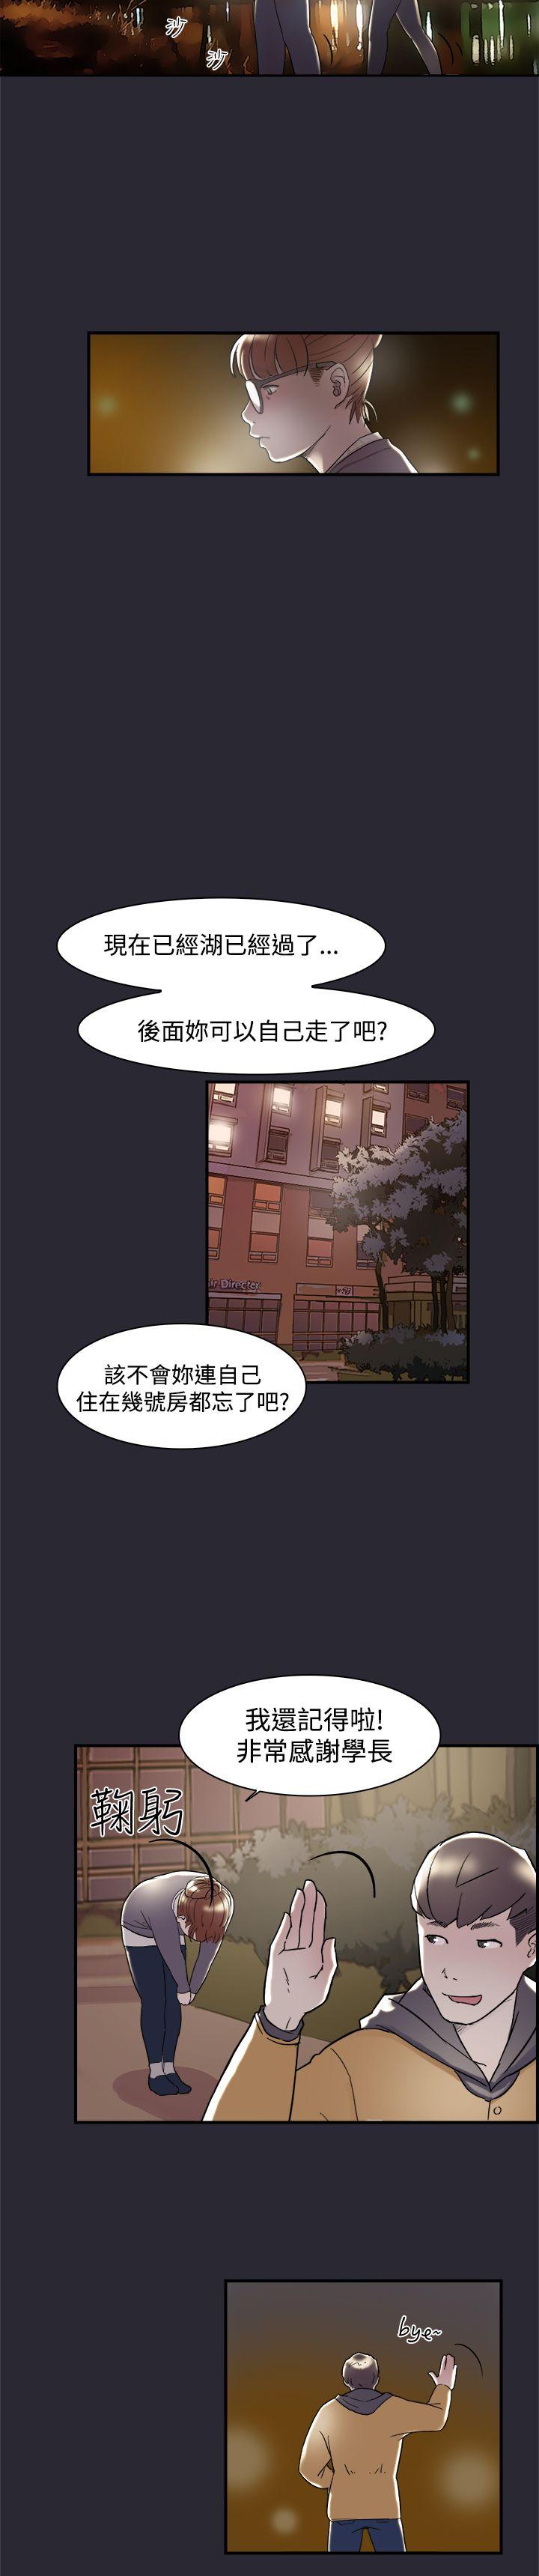 沙
沙
現在已經湖已經過了...
後面妳可以自己走了吧?
ir Director
該不會妳連自己
住在幾號房都忘了吧?
我還記得啦!
非常感謝學長
鞠躬
bye~